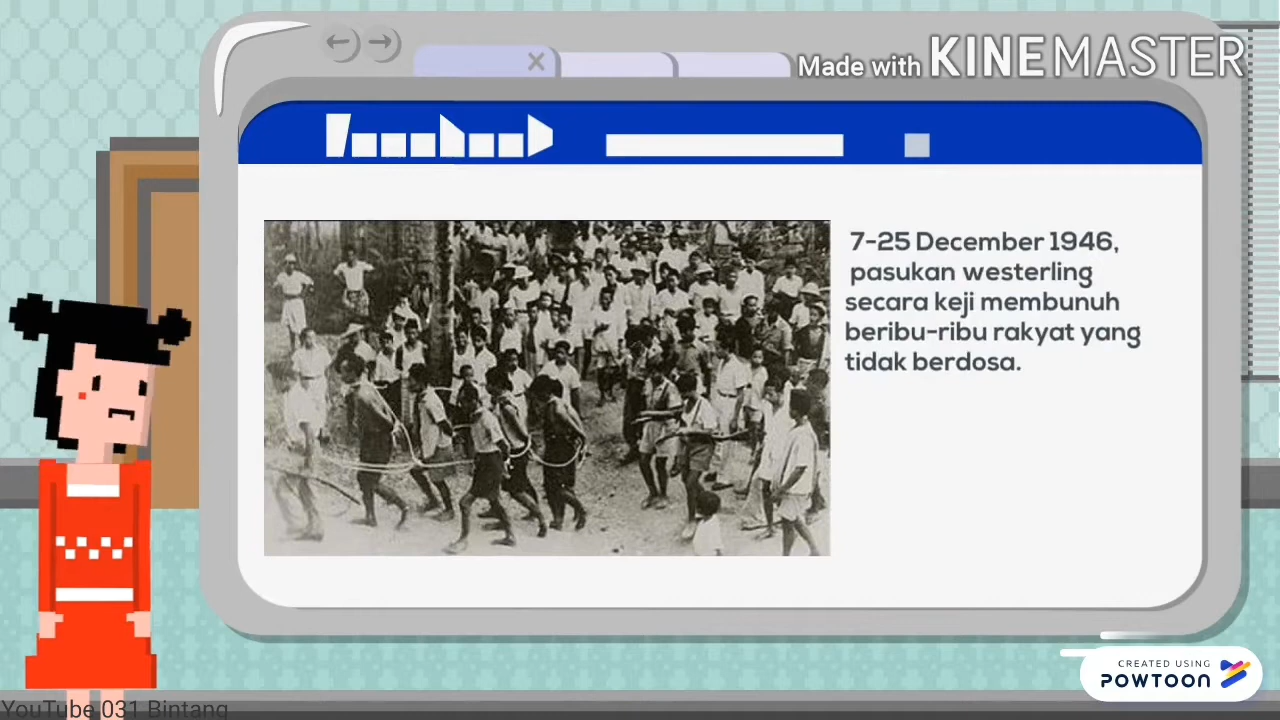 Made with KINEMASTER
7-25 December 1946,
pasukan westerling
secara keji membunuh
beribu-ribu rakyat yang
tidak berdosa.
CREATED USING
POWTOON
YouTube 031 Bintang